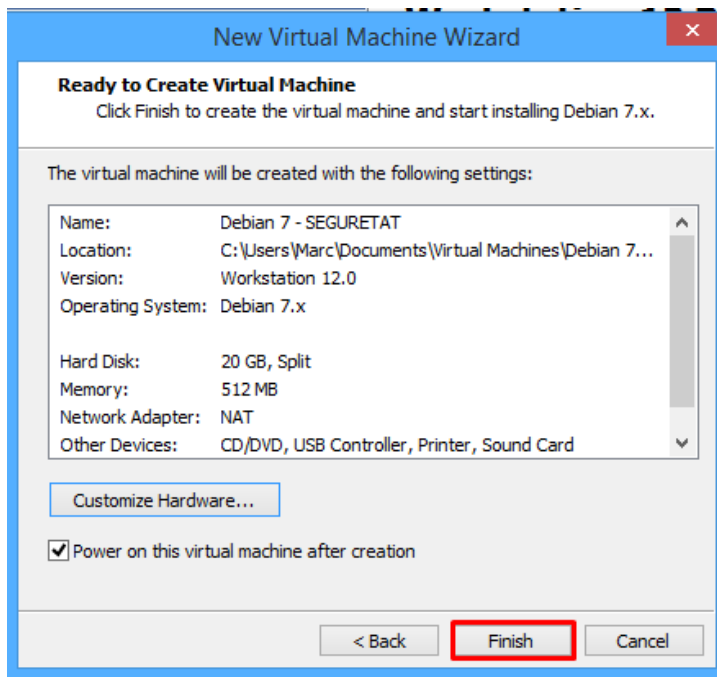 New Virtual Machine Wizard
Ready to Create Virtual Machine
Click Finish to create the virtual machine and start installing Debian 7.x.
The virtual machine will be created with the following settings:
Name: Debian 7 - SEGURETAT
Location: C:\Users\Marc\Documents\Virtual Machines\Debian 7...
Version: Workstation 12.0
Operating System: Debian 7.x
Hard Disk: 20 GB, Split
Memory: 512 MB
Network Adapter: NAT
Other Devices: CD/DVD, USB Controller, Printer, Sound Card
Customize Hardware...
Power on this virtual machine after creation
< Back Finish Cancel